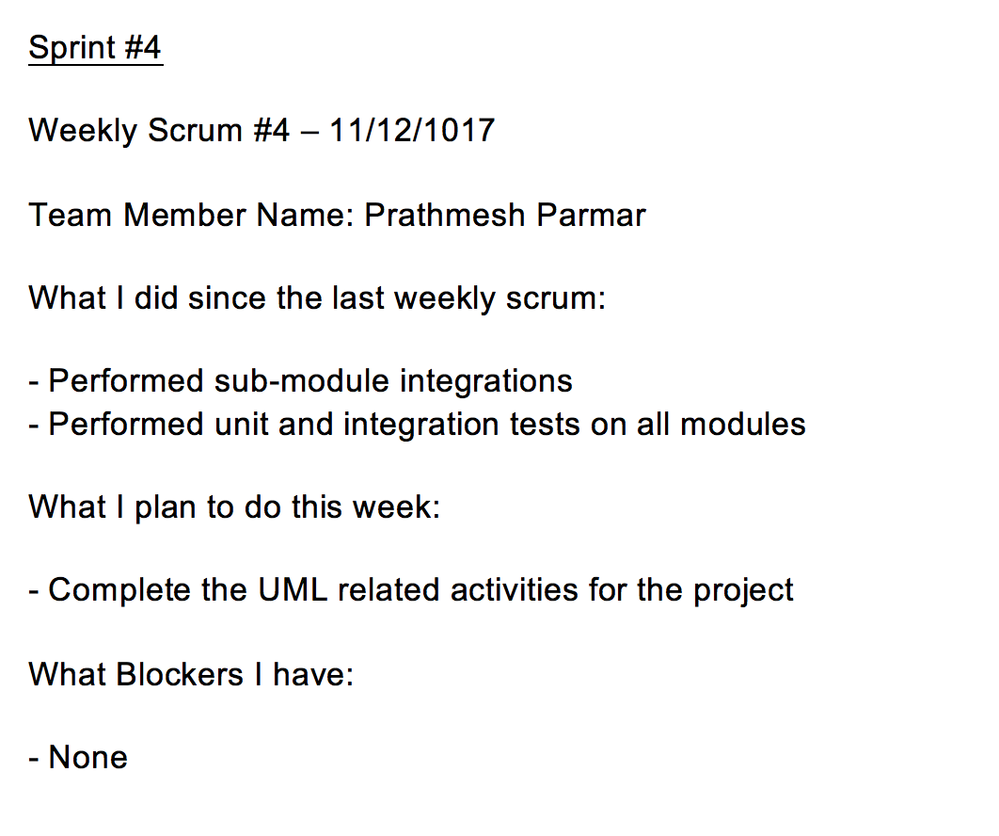 Sprint #4
Weekly Scrum #4 – 11/12/1017
Team Member Name: Prathmesh Parmar
What I did since the last weekly scrum:
- Performed sub-module integrations
- Performed unit and integration tests on all modules
What I plan to do this week:
- Complete the UML related activities for the project
What Blockers I have:
- None